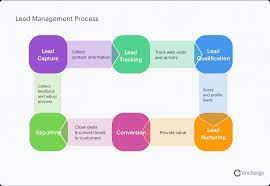 Lead Management Process
Lead
Capture
Collect
contact information
Lead
Tracking
Track web visits
and activity
Lead
Qualification
Collect
feedback and
adjust process
Score and
profile leads
Reporting
Close deals
& convert leads
to customers
Conversion
Provide value
Lead
Nurturing
encharge